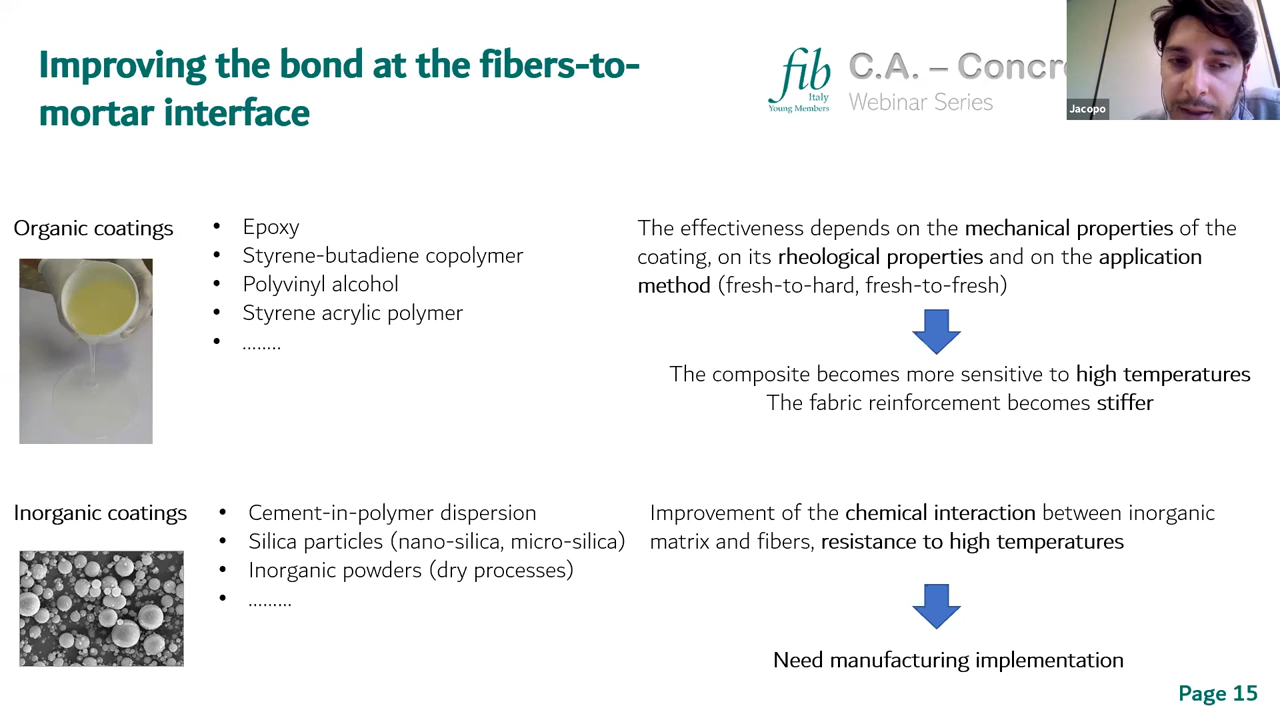 Improving the bond at the fibers-to-
mortar interface
fib
Italy
Young Members
C.A. – Concr
Webinar Series
Jacopo
Organic coatings
• Epoxy
• Styrene-butadiene copolymer
• Polyvinyl alcohol
• Styrene acrylic polymer
• ........
The effectiveness depends on the mechanical properties of the
coating, on its rheological properties and on the application
method (fresh-to-hard, fresh-to-fresh)
The composite becomes more sensitive to high temperatures
The fabric reinforcement becomes stiffer
Inorganic coatings
• Cement-in-polymer dispersion
• Silica particles (nano-silica, micro-silica)
• Inorganic powders (dry processes)
• .........
Improvement of the chemical interaction between inorganic
matrix and fibers, resistance to high temperatures
Need manufacturing implementation
Page 15